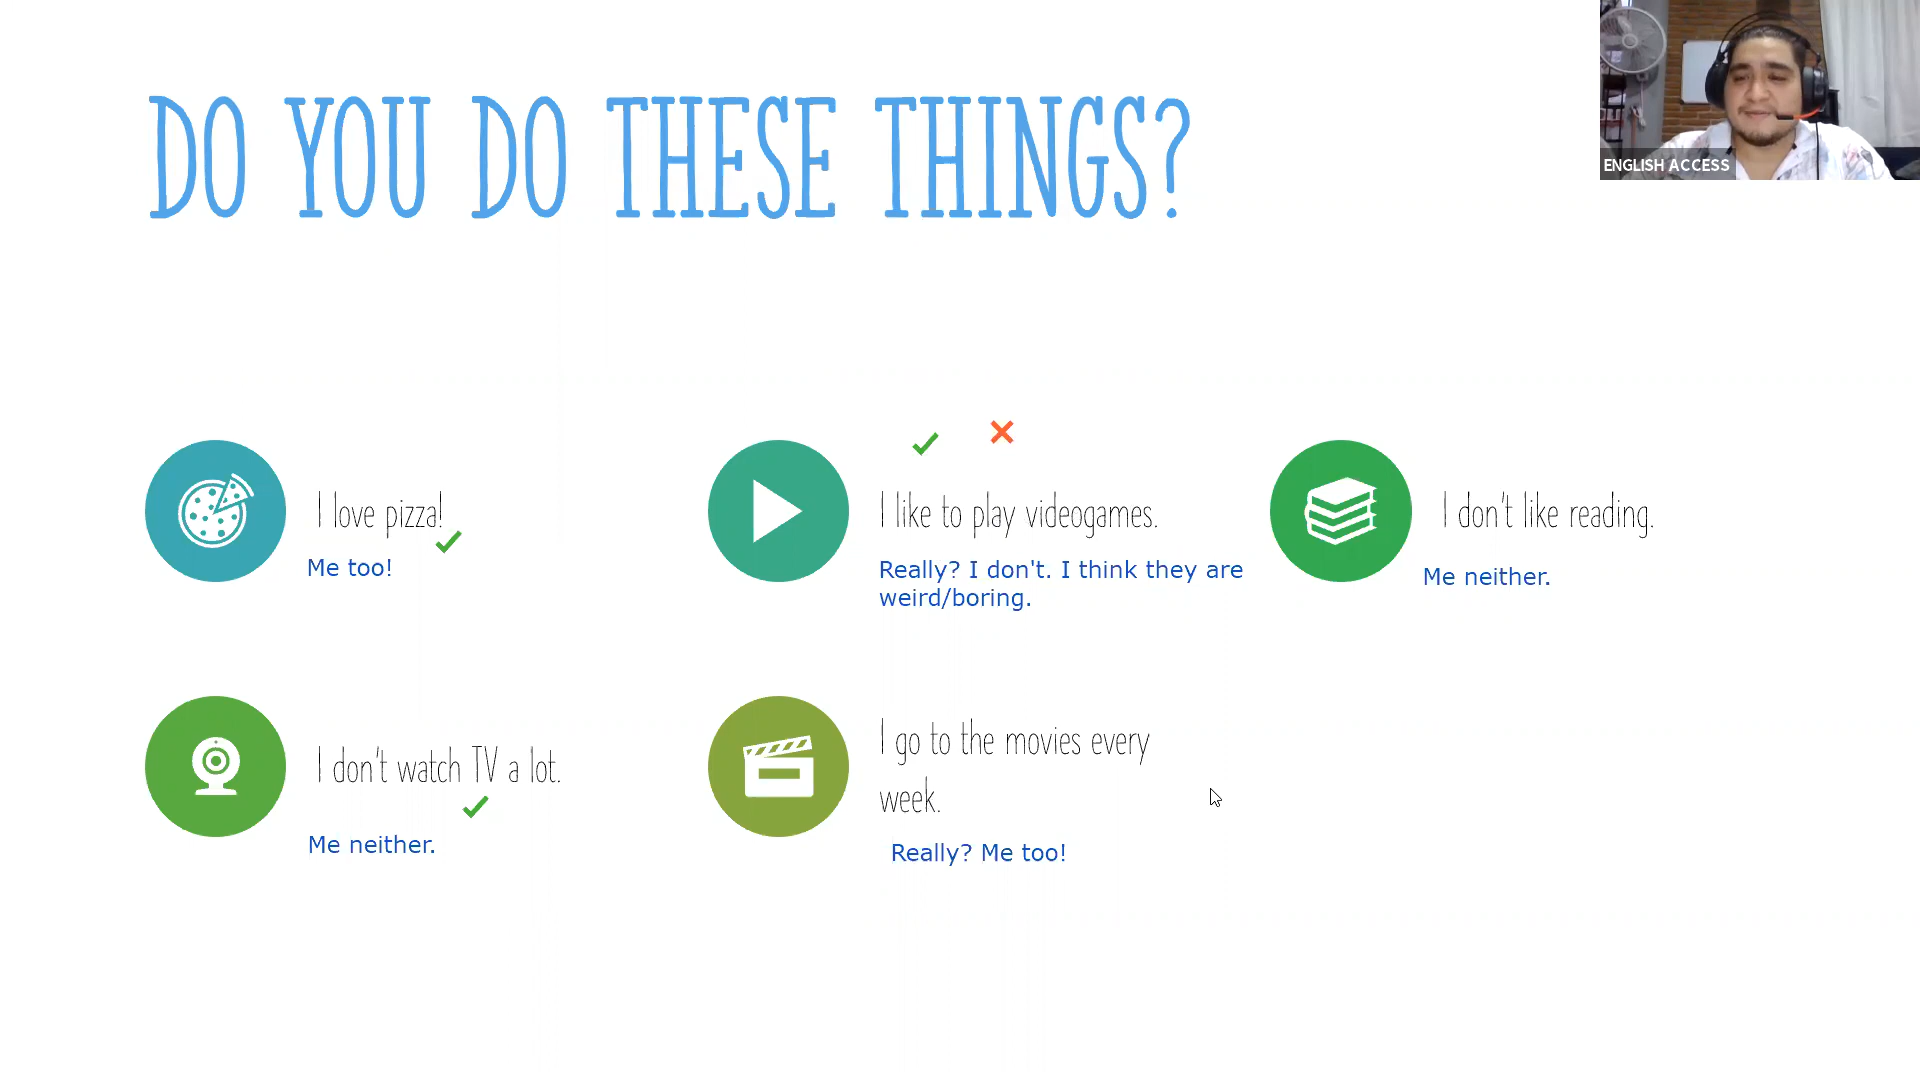 DO YOU DO THESE THINGS?
ENGLISH ACCESS
I love pizza!
Me too!
I like to play videogames.
Really? I don't. I think they are
weird/boring.
I don't like reading.
Me neither.
I don't watch TV a lot.
Me neither.
I go to the movies every
week.
Really? Me too!